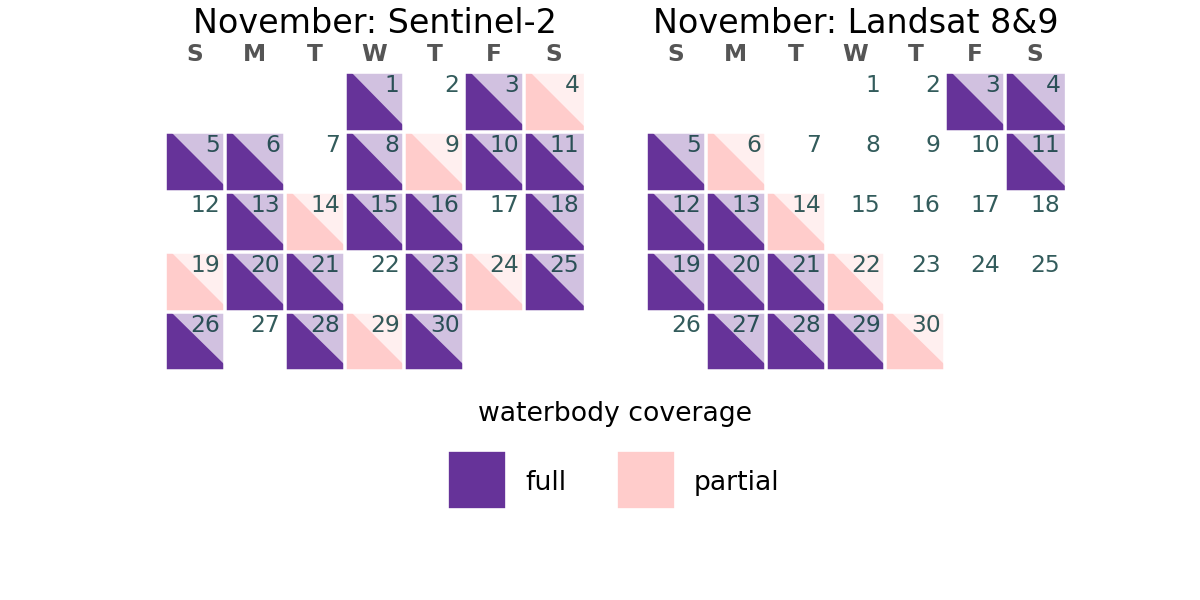 November: Sentinel-2
S M T W T F S
1 2 3 4
5 6 7 8 9 10 11
12 13 14 15 16 17 18
19 20 21 22 23 24 25
26 27 28 29 30
November: Landsat 8&9
S M T W T F S
1 2 3 4
5 6 7 8 9 10 11
12 13 14 15 16 17 18
19 20 21 22 23 24 25
26 27 28 29 30
waterbody coverage
full
partial